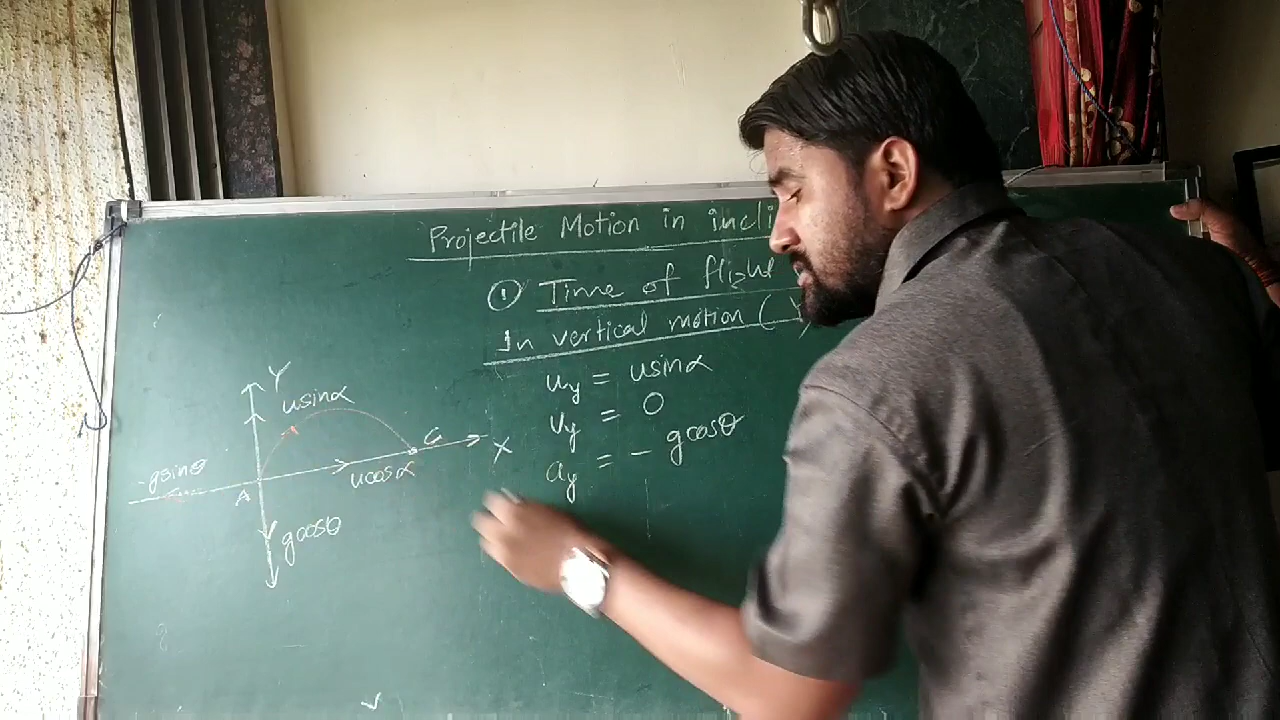 Projectile Motion in incli
① Time of flight
In vertical motion ( Y
uy = usinα
vy = 0
ay = - gcosθ
Y
usinα
X
ucosα
-gsinθ
A
gcosθ